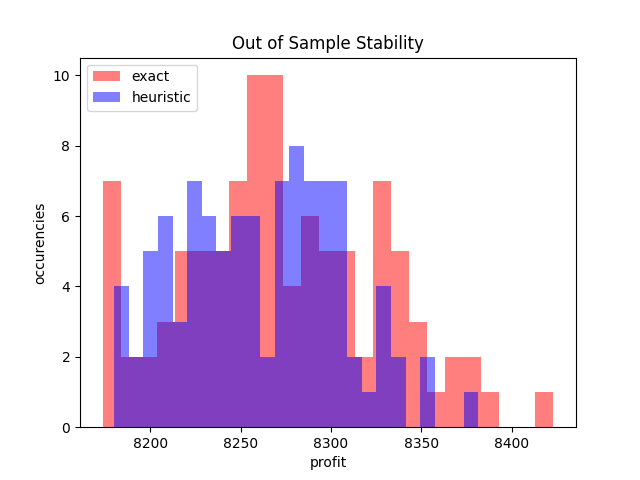 Out of Sample Stability
exact
heuristic
10
8
6
4
2
0
occurencies
8200 8250 8300 8350 8400
profit